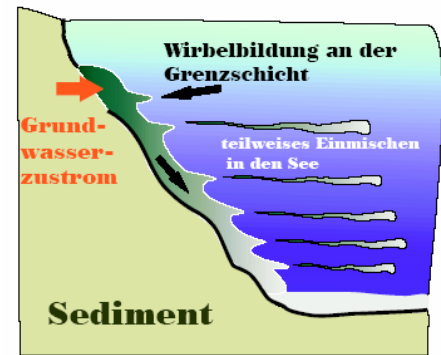 Wirbelbildung an der
Grenzschicht
Grund-
wasser-
zustrom
teilweises Einmischen
in den See
Sediment